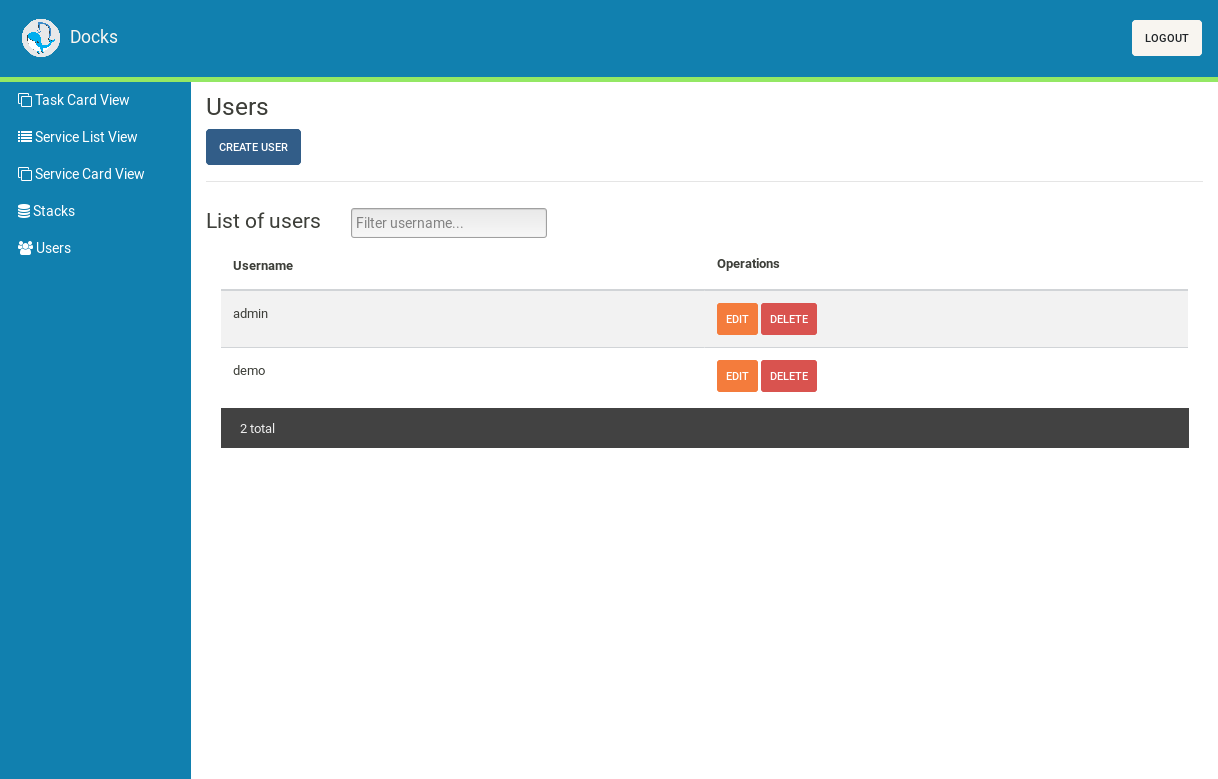 Docks
LOGOUT
Task Card View
Service List View
Service Card View
Stacks
Users
Users
CREATE USER
List of users
Filter username...
Username Operations
admin EDIT DELETE
demo EDIT DELETE
2 total